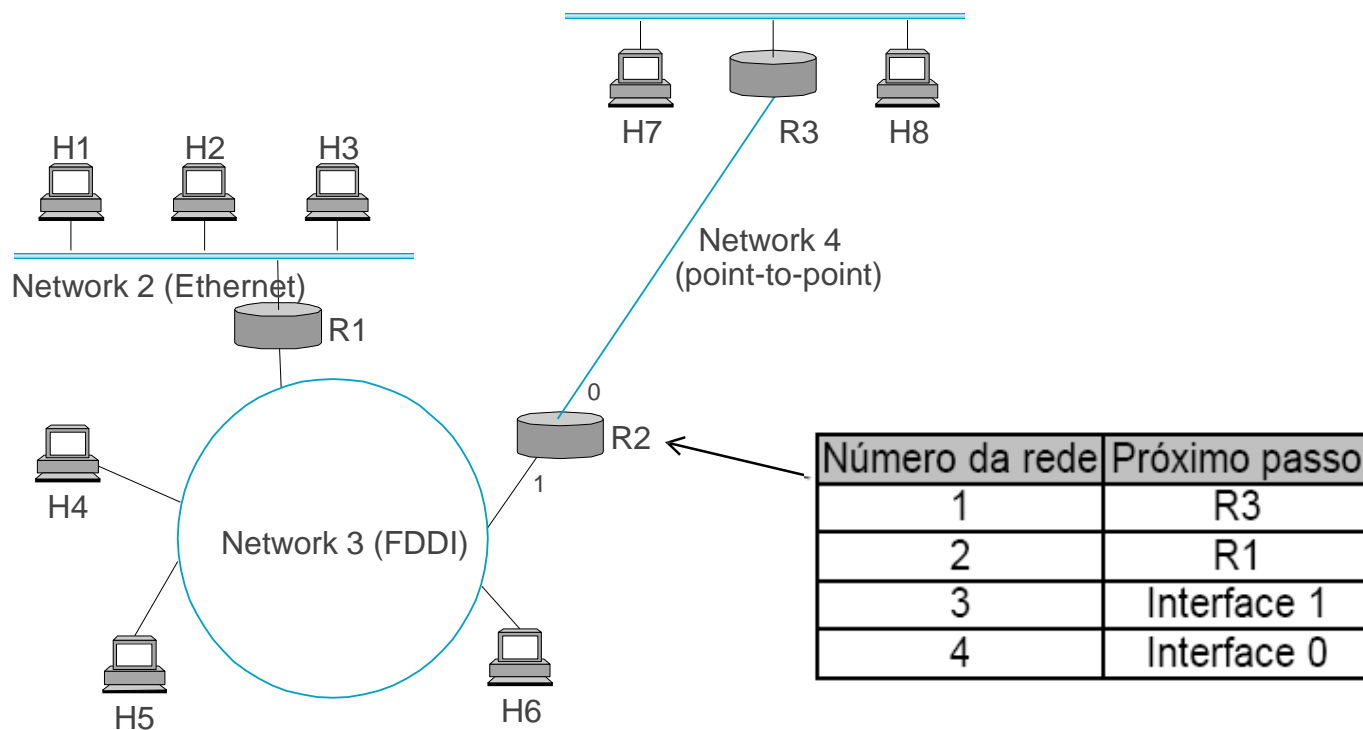 H7
R3
H8
H1
H2
H3
Network 4
(point-to-point)
Network 2 (Ethernet)
R1
0
R2
1
H4
Network 3 (FDDI)
H5
H6
Número da rede Próximo passo
1 R3
2 R1
3 Interface 1
4 Interface 0